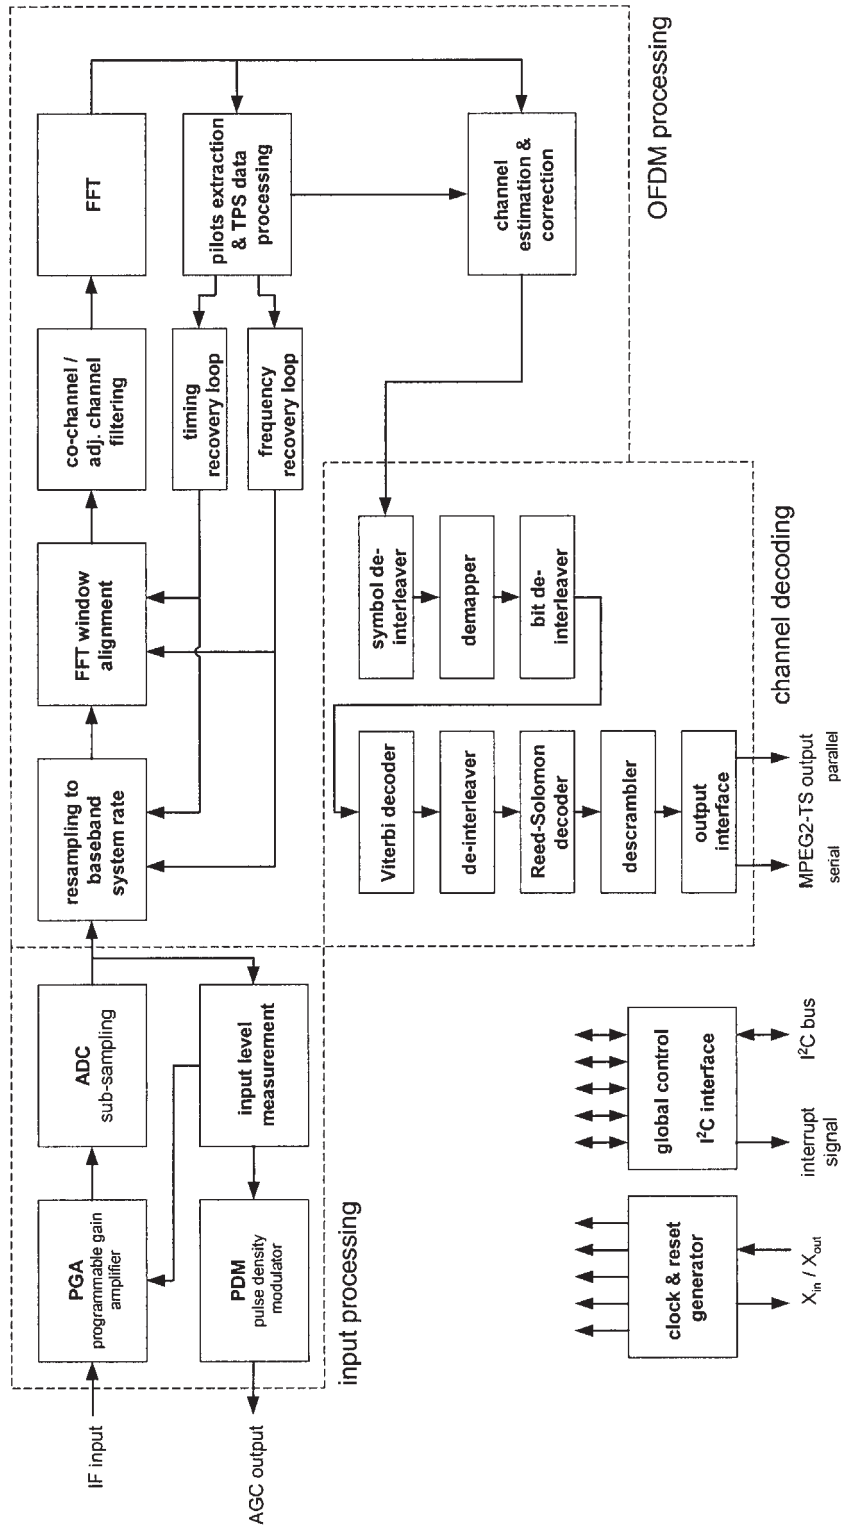 IF input
AGC output
PGA
programmable gain
amplifier
ADC
sub-sampling
PDM
pulse density
modulator
input level
measurement
input processing
resampling to
baseband
system rate
FFT window
alignment
co-channel /
adj. channel
filtering
FFT
timing
recovery loop
frequency
recovery loop
pilots extraction
& TPS data
processing
channel
estimation &
correction
OFDM processing
symbol de-
interleaver
demapper
bit de-
interleaver
Viterbi decoder
de-interleaver
Reed-Solomon
decoder
descrambler
output
interface
channel decoding
MPEG2-TS output
serial
parallel
clock & reset
generator
Xin / Xout
global control
I²C interface
interrupt
signal
I²C bus